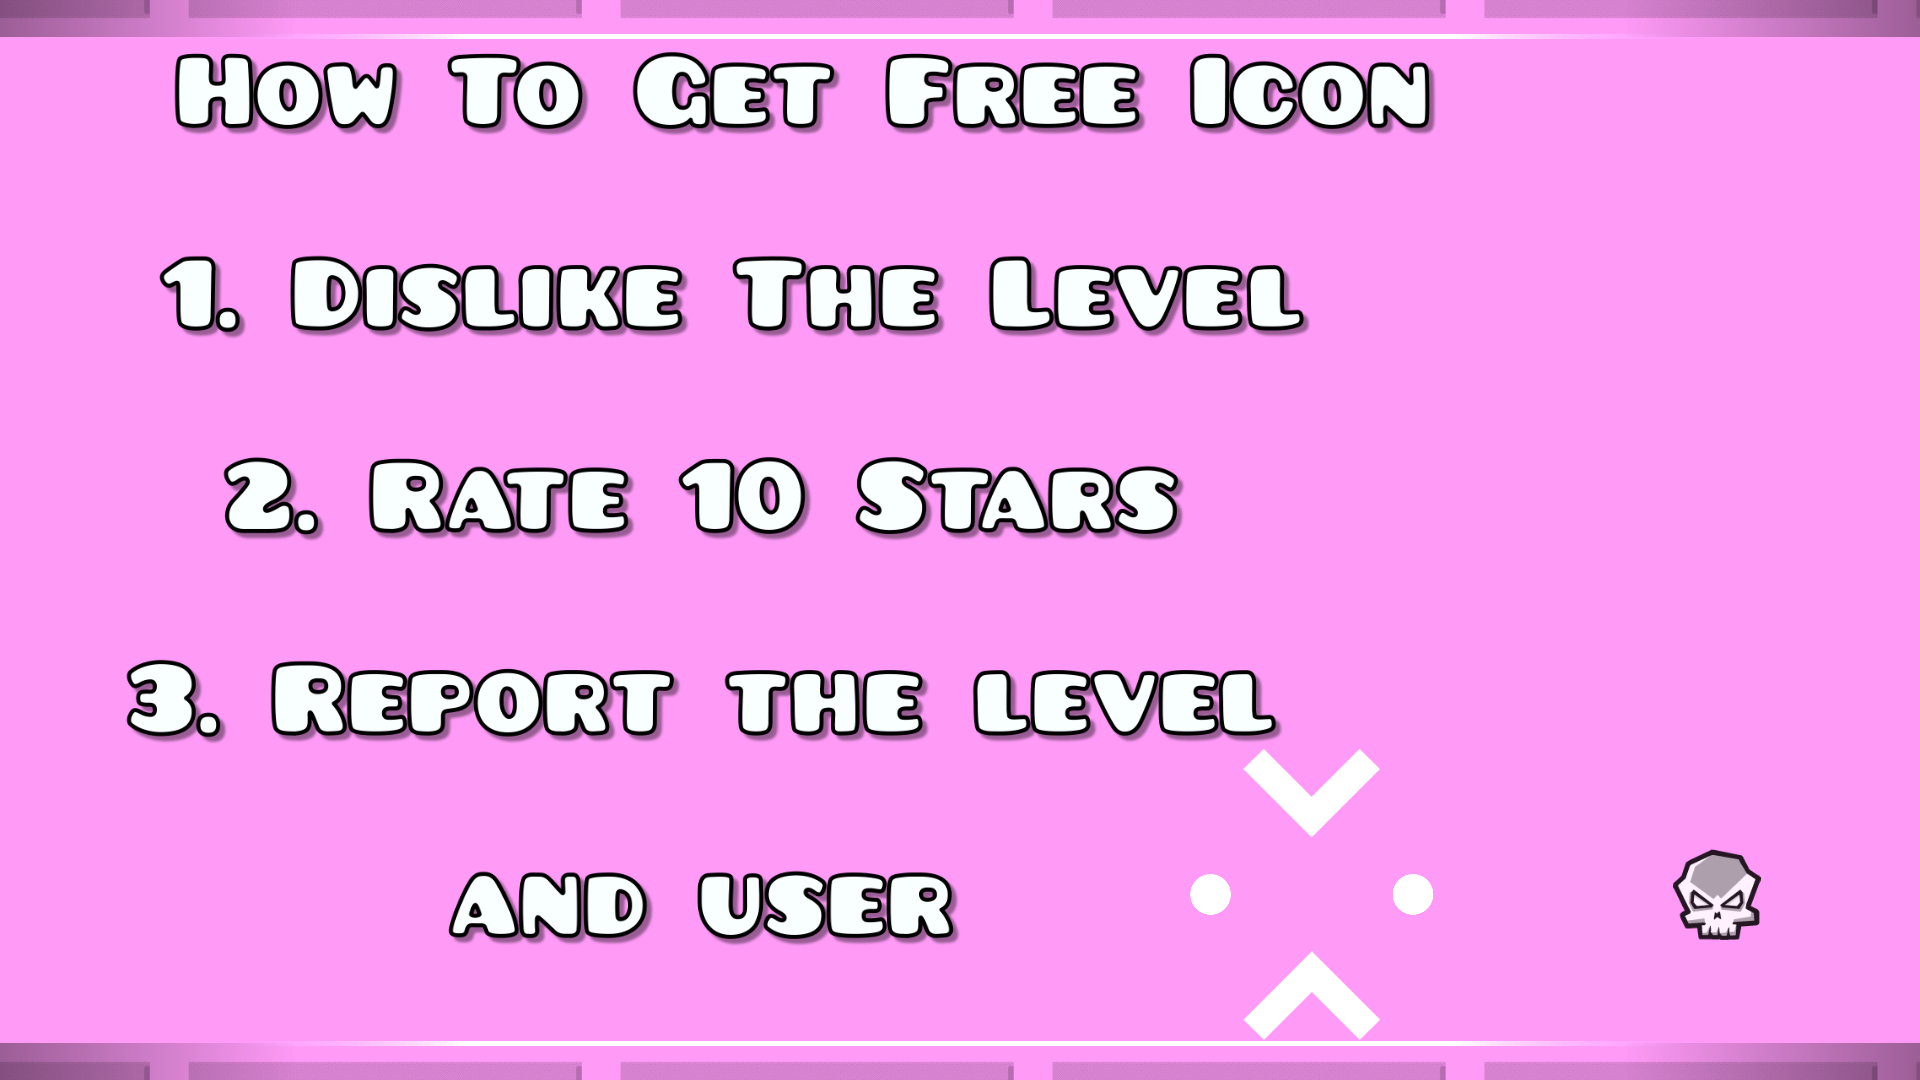 How To Get Free Icon
1. Dislike The Level
2. Rate 10 Stars
3. Report the level
and user